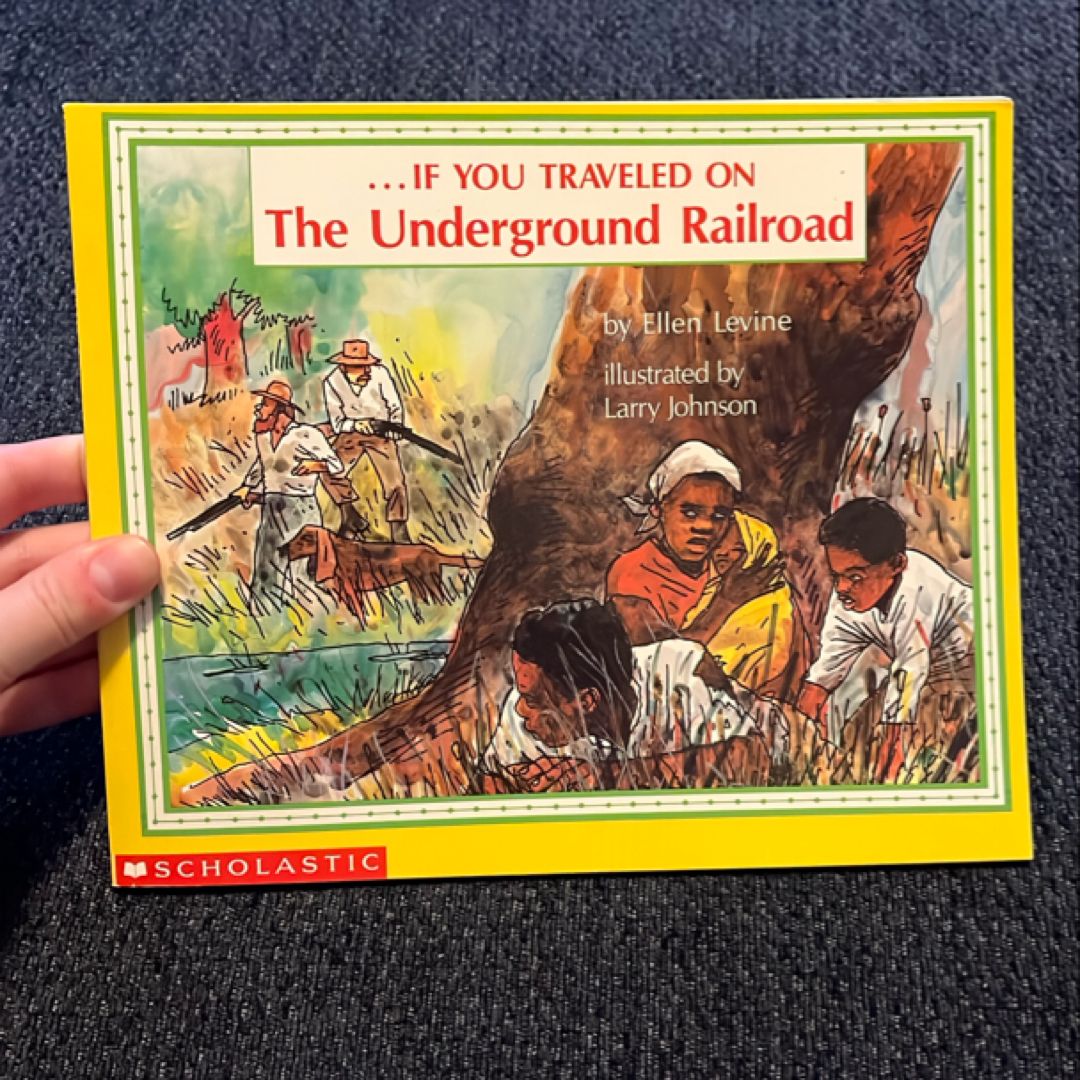 ...IF YOU TRAVELED ON
The Underground Railroad
by Ellen Levine
illustrated by
Larry Johnson
SCHOLASTIC